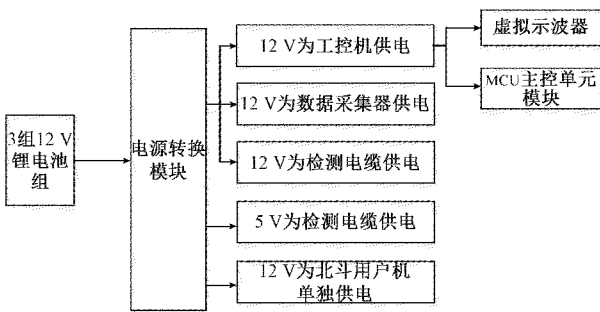 3组12 V
锂电池
组
电源转换
模块
12 V为工控机供电
12 V为数据采集器供电
12 V为检测电缆供电
5 V为检测电缆供电
12 V为北斗用户机
单独供电
虚拟示波器
MCU主控单元
模块